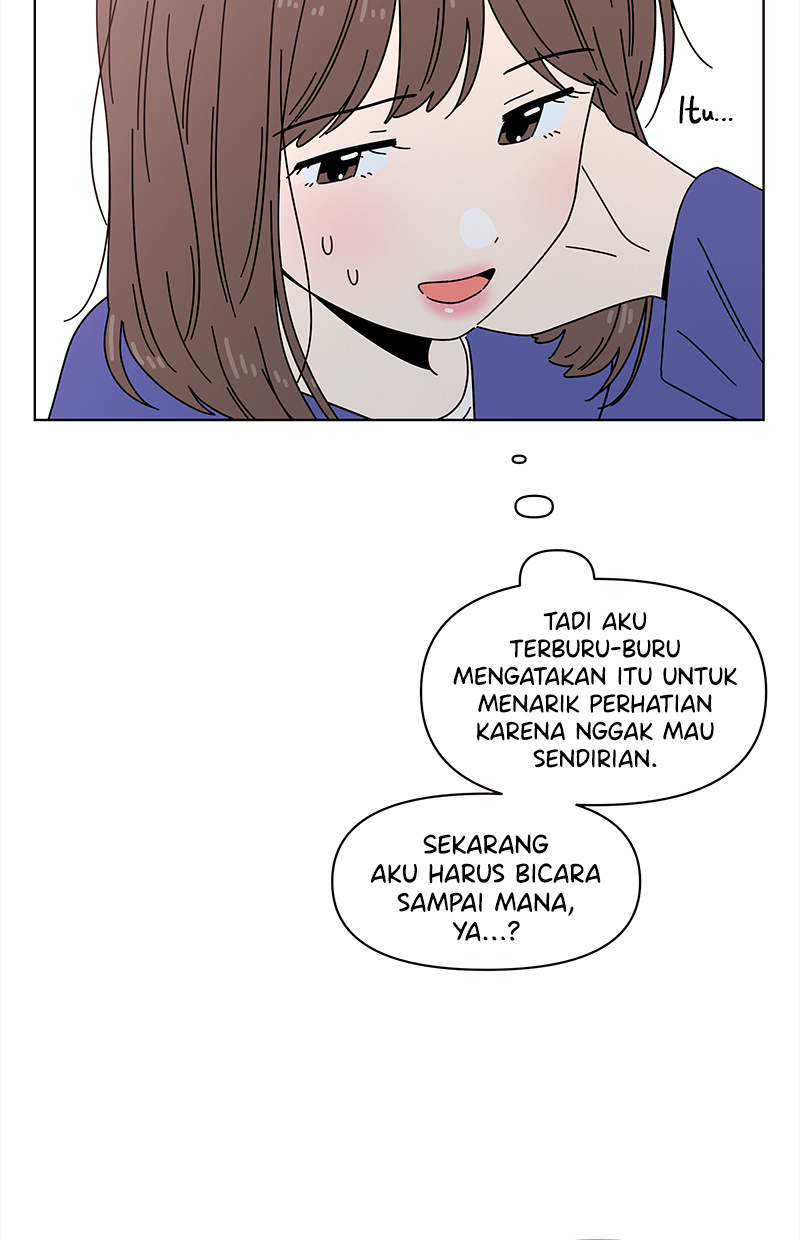 Itu...
TADI AKU
TERBURU-BURU
MENGATAKAN ITU UNTUK
MENARIK PERHATIAN
KARENA NGGAK MAU
SENDIRIAN.
SEKARANG
AKU HARUS BICARA
SAMPAI MANA,
YA...?